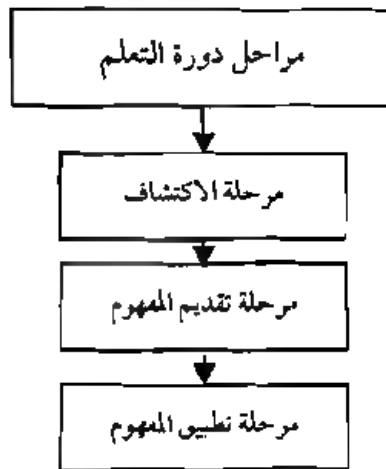 مراحل دورة التعلم
مرحلة الاكتشاف
مرحلة تقديم المفهوم
مرحلة تطبيق المفهوم